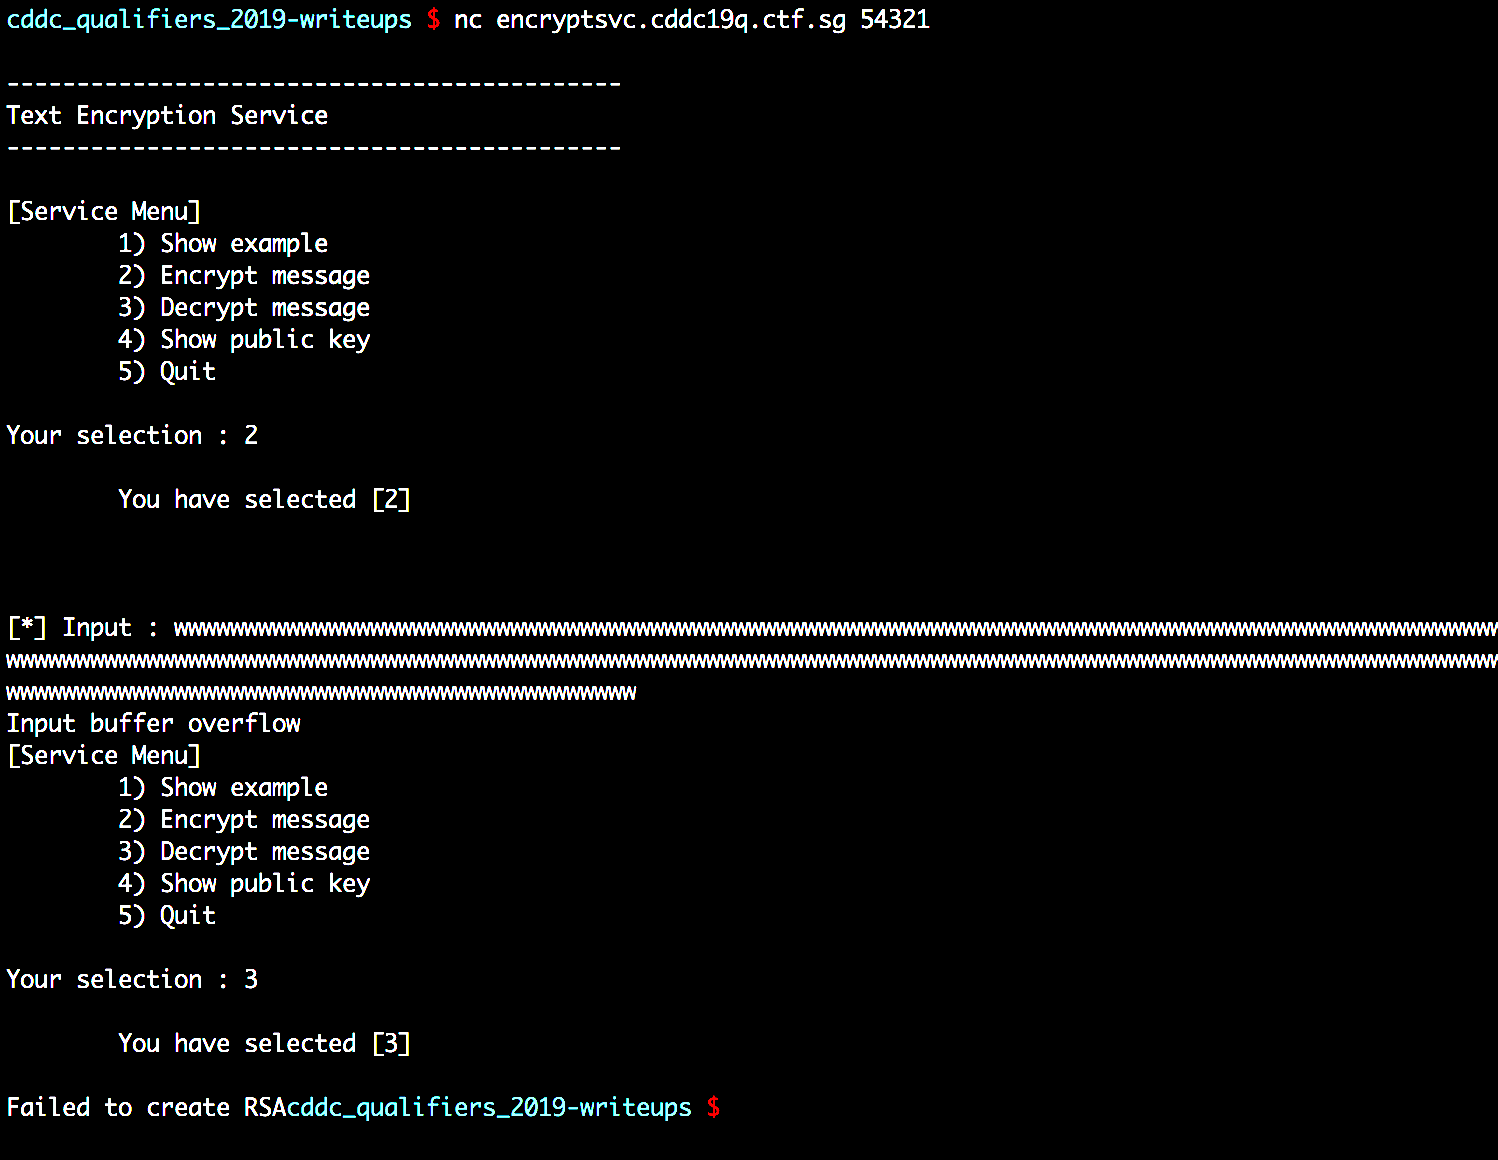 cddc_qualifiers_2019-writeups $ nc encryptsvc.cddc19q.ctf.sg 54321
--------------------------------------------
Text Encryption Service
--------------------------------------------
[Service Menu]
1) Show example
2) Encrypt message
3) Decrypt message
4) Show public key
5) Quit
Your selection : 2
You have selected [2]
[*] Input : wwwwwwwwwwwwwwwwwwwwwwwwwwwwwwwwwwwwwwwwwwwwwwwwwwwwwwwwwwwwwwwwwwwwwwwwwwwwwwwwwwwwwwwwwwwwwww
wwwwwwwwwwwwwwwwwwwwwwwwwwwwwwwwwwwwwwwwwwwwwwwwwwwwwwwwwwwwwwwwwwwwwwwwwwwwwwwwwwwwwwwwwwwwwwwwwwwwwwwwwww
wwwwwwwwwwwwwwwwwwwwwwwwwwwwwwwwwwwwwwwwwwwww
Input buffer overflow
[Service Menu]
1) Show example
2) Encrypt message
3) Decrypt message
4) Show public key
5) Quit
Your selection : 3
You have selected [3]
Failed to create RSAcddc_qualifiers_2019-writeups $